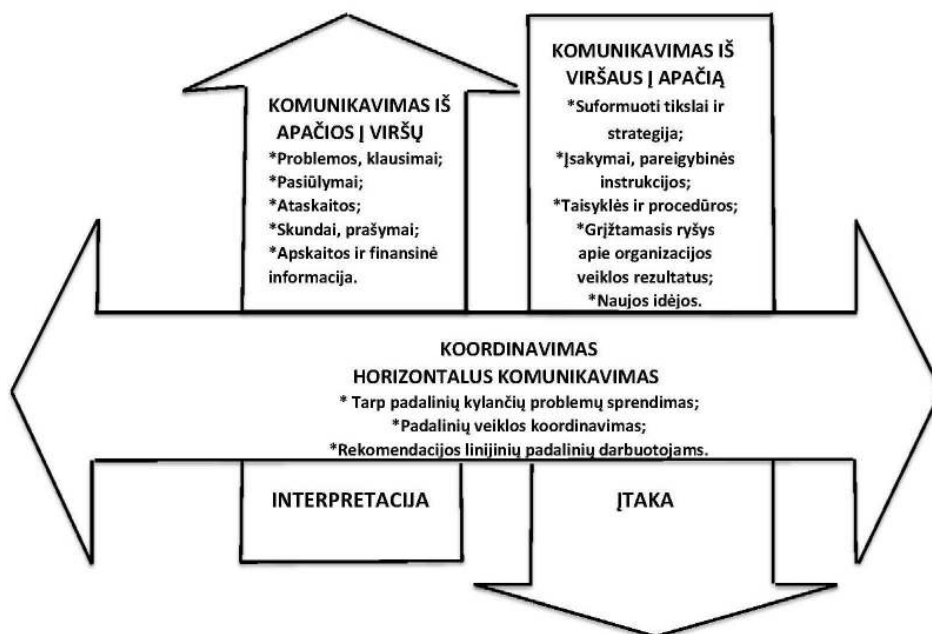 KOMUNIKAVIMAS IŠ
APAČIOS Į VIRŠŲ
*Problemos, klausimai;
*Pasiūlymai;
*Ataskaitos;
*Skundai, prašymai;
*Apskaitos ir finansinė
informacija.
KOMUNIKAVIMAS IŠ
VIRŠAUS Į APAČIĄ
*Suformuoti tikslai ir
strategija;
*Įsakymai, pareigybinės
instrukcijos;
*Taisyklės ir procedūros;
*Grįžtamasis ryšys
apie organizacijos
veiklos rezultatus;
*Naujos idėjos.
KOORDINAVIMAS
HORIZONTALUS KOMUNIKAVIMAS
* Tarp padalinių kylančių problemų sprendimas;
*Padalinių veiklos koordinavimas;
*Rekomendacijos linijinių padalinių darbuotojams.
INTERPRETACIJA
ĮTAKA